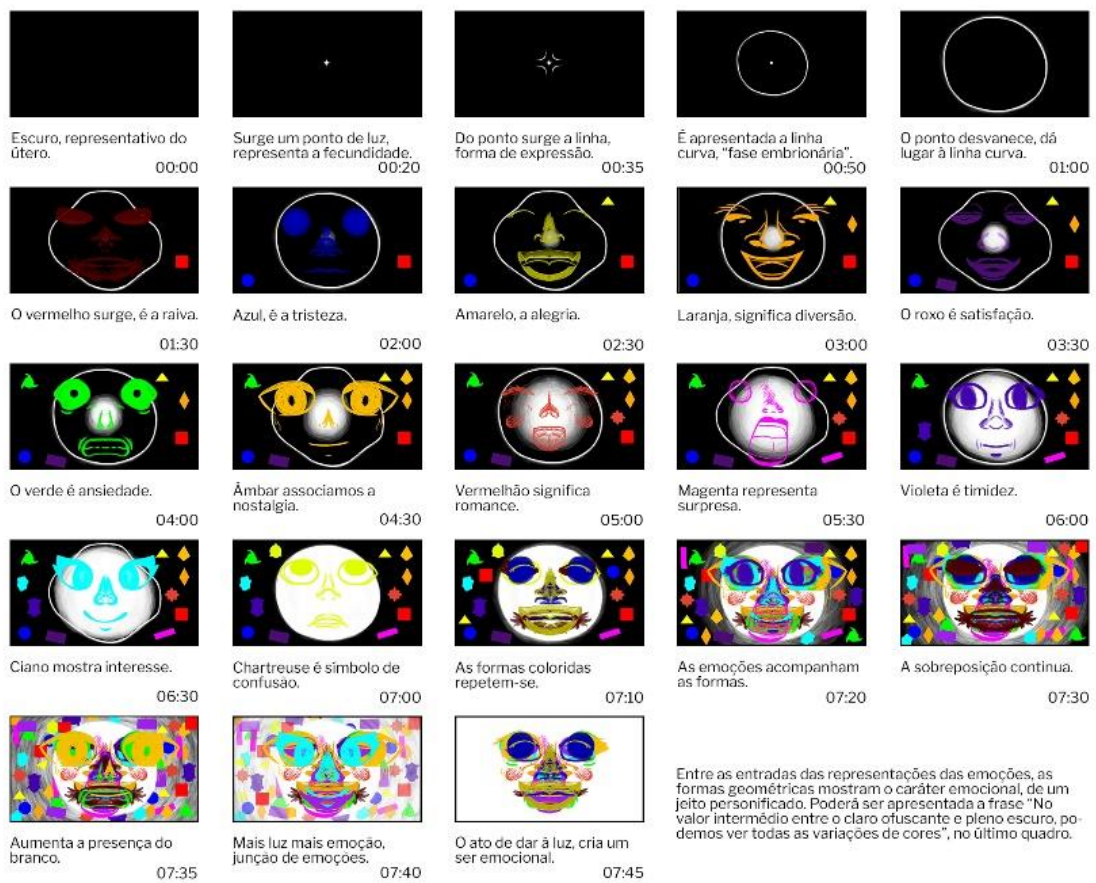 Escuro, representativo do
útero.
00:00
Surge um ponto de luz,
representa a fecundidade.
00:20
Do ponto surge a linha,
forma de expressão.
00:35
É apresentada a linha
curva, “fase embrionária”.
00:50
O ponto desvanece, dá
lugar à linha curva.
01:00
O vermelho surge, é a raiva.
01:30
Azul, é a tristeza.
02:00
Amarelo, a alegria.
02:30
Laranja, significa diversão.
03:00
O roxo é satisfação.
03:30
O verde é ansiedade.
04:00
Âmbar associamos a
nostalgia.
04:30
Vermelhão significa
romance.
05:00
Magenta representa
surpresa.
05:30
Violeta é timidez.
06:00
Ciano mostra interesse.
06:30
Chartreuse é símbolo de
confusão.
07:00
As formas coloridas
repetem-se.
07:10
As emoções acompanham
as formas.
07:20
A sobreposição continua.
07:30
Aumenta a presença do
branco.
07:35
Mais luz mais emoção,
junção de emoções.
07:40
O ato de dar à luz, cria um
ser emocional.
07:45
Entre as entradas das representações das emoções, as
formas geométricas mostram o caráter emocional, de um
jeito personificado. Poderá ser apresentada a frase “No
valor intermédio entre o claro ofuscante e pleno escuro, po-
demos ver todas as variações de cores”, no último quadro.